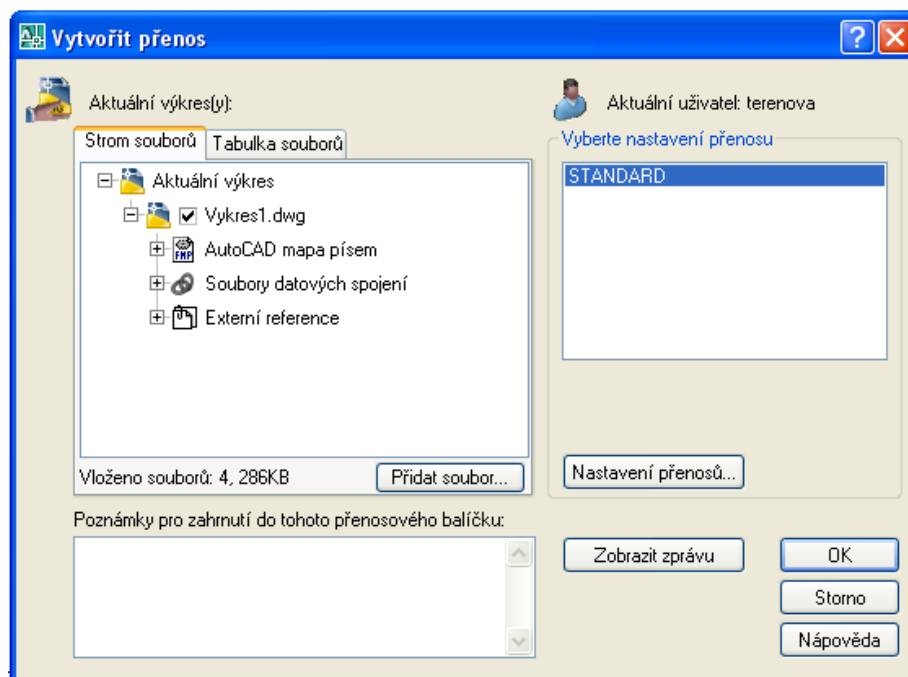 Vytvořit přenos
Aktuální výkres(y):
Strom souborů
Tabulka souborů
Aktuální výkres
Vykres1.dwg
FMP
AutoCAD mapa písem
Soubory datových spojení
Externí reference
Vloženo souborů: 4, 286KB
Přidat soubor...
Poznámky pro zahrnutí do tohoto přenosového balíčku:
Aktuální uživatel: terenova
Vyberte nastavení přenosu
STANDARD
Nastavení přenosů...
Zobrazit zprávu
OK
Storno
Nápověda